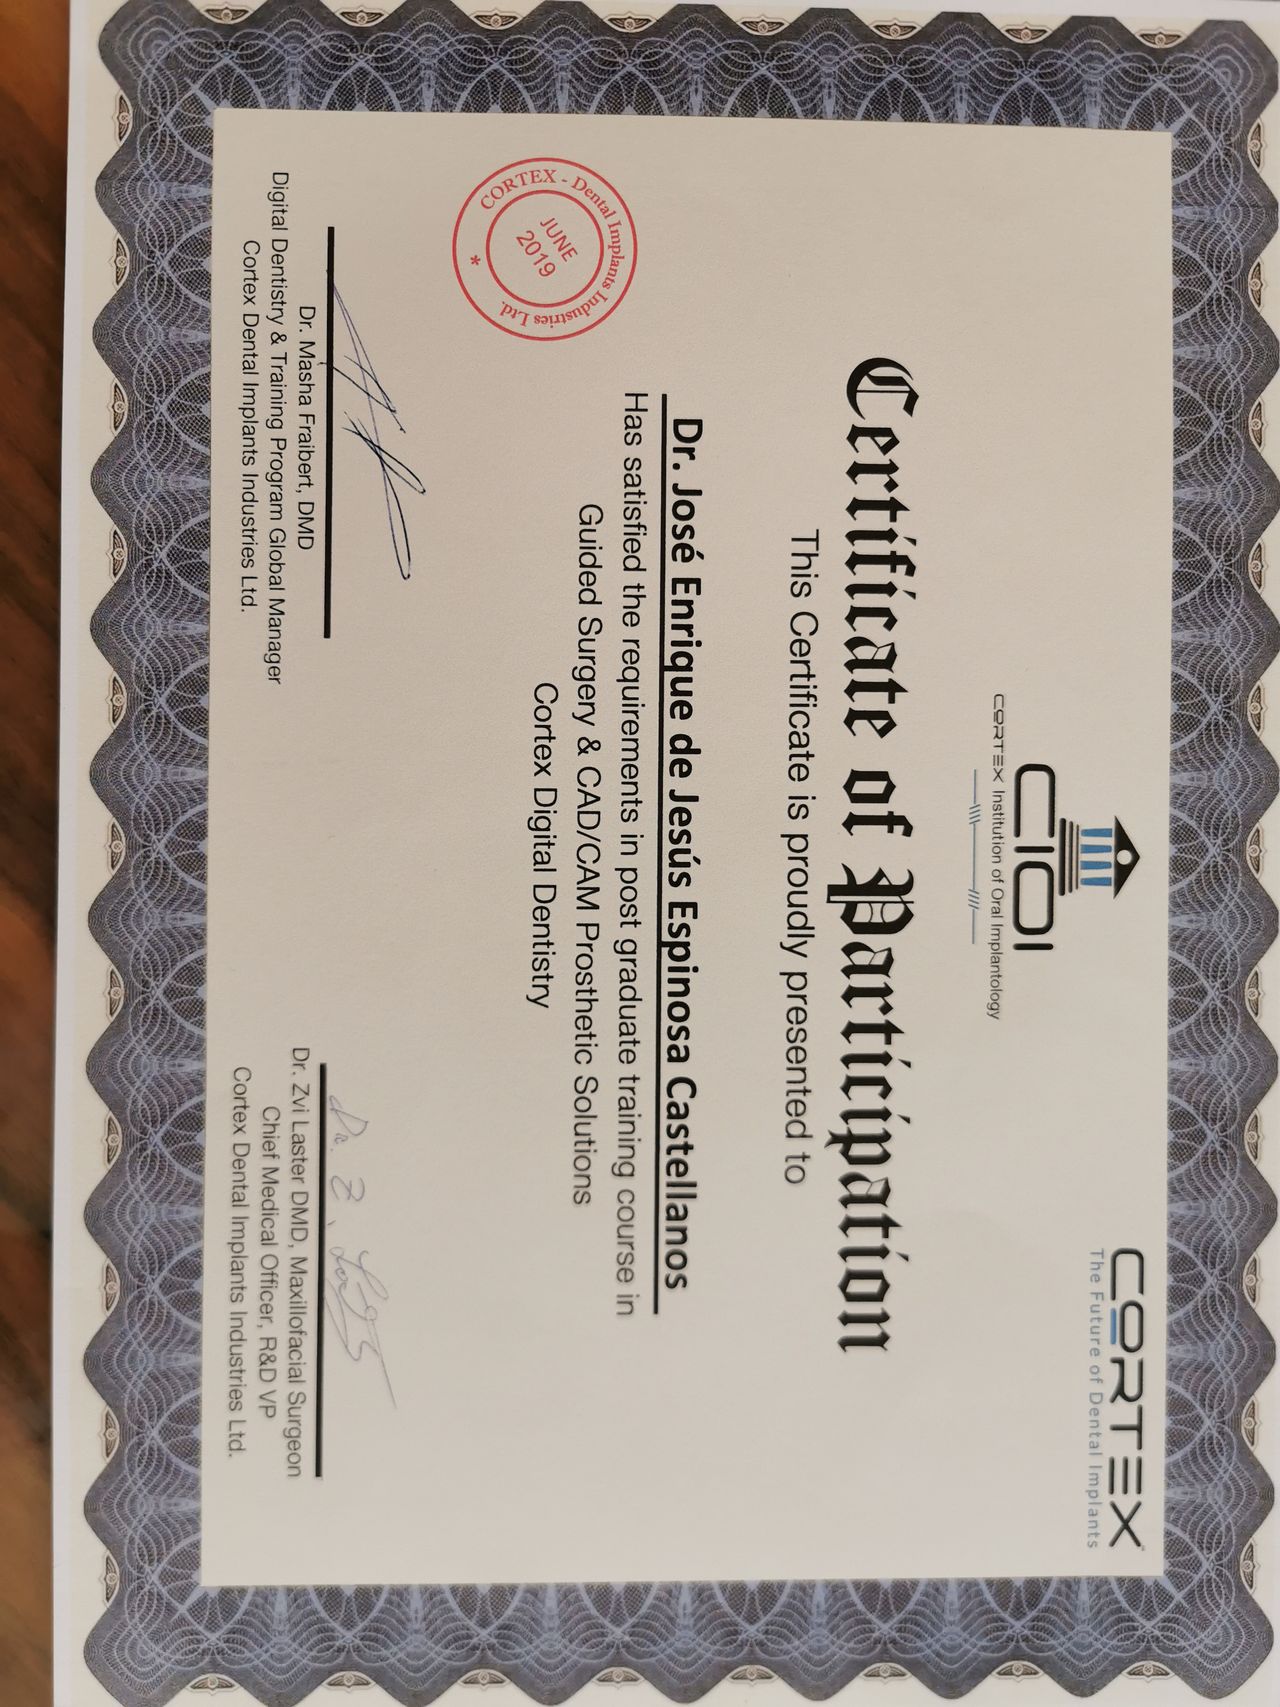 CORTEX
The Future of Dental Implants
CIOI
CORTEX Institution of Oral Implantology
Certificate of Participation
This Certificate is proudly presented to
Dr. José Enrique de Jesús Espinosa Castellanos
Has satisfied the requirements in post graduate training course in
Guided Surgery & CAD/CAM Prosthetic Solutions
Cortex Digital Dentistry
CORTEX - Dental Implants Industries Ltd. *
JUNE
2019
Dr. Masha Fraibert, DMD
Digital Dentistry & Training Program Global Manager
Cortex Dental Implants Industries Ltd.
Dr. Z. 
Dr. Zvi Laster DMD, Maxillofacial Surgeon
Chief Medical Officer, R&D VP
Cortex Dental Implants Industries Ltd.